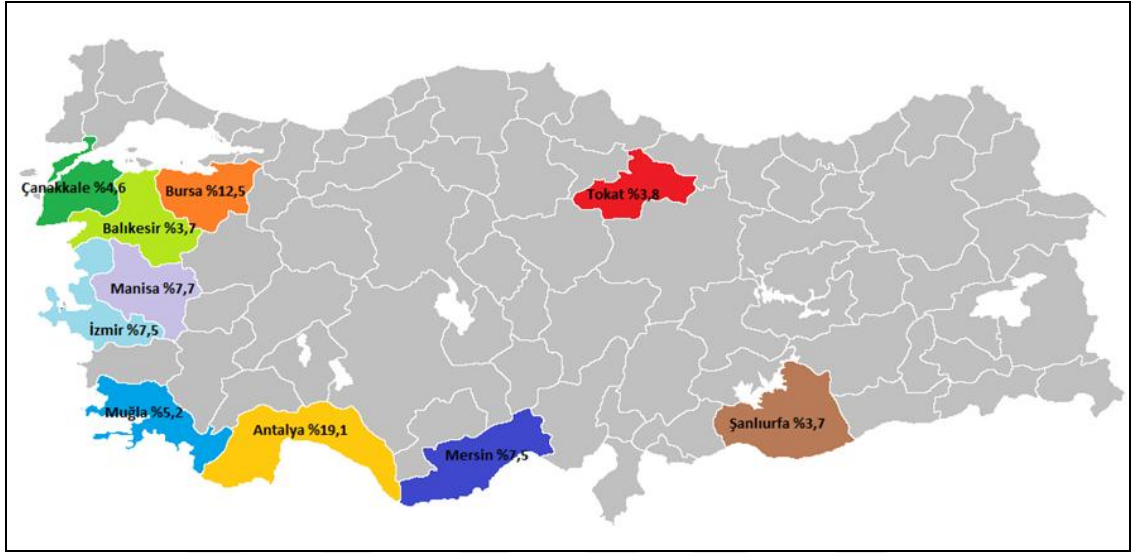 Çanakkale %4,6
Bursa %12,5
Tokat %3,8
Balıkesir %3,7
Manisa %7,7
İzmir %7,5
Muğla %5,2
Antalya %19,1
Şanlıurfa %3,7
Mersin %7,5